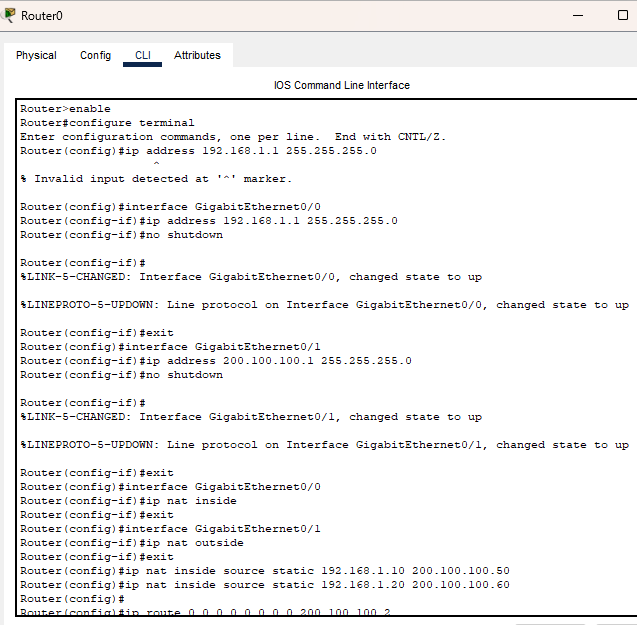 Router0
Physical Config CLI Attributes
IOS Command Line Interface
Router>enable
Router#configure terminal
Enter configuration commands, one per line.  End with CNTL/Z.
Router(config)#ip address 192.168.1.1 255.255.255.0
^
% Invalid input detected at '^' marker.
Router(config)#interface GigabitEthernet0/0
Router(config-if)#ip address 192.168.1.1 255.255.255.0
Router(config-if)#no shutdown
Router(config-if)#
%LINK-5-CHANGED: Interface GigabitEthernet0/0, changed state to up
%LINEPROTO-5-UPDOWN: Line protocol on Interface GigabitEthernet0/0, changed state to up
Router(config-if)#exit
Router(config)#interface GigabitEthernet0/1
Router(config-if)#ip address 200.100.100.1 255.255.255.0
Router(config-if)#no shutdown
Router(config-if)#
%LINK-5-CHANGED: Interface GigabitEthernet0/1, changed state to up
%LINEPROTO-5-UPDOWN: Line protocol on Interface GigabitEthernet0/1, changed state to up
Router(config-if)#exit
Router(config)#interface GigabitEthernet0/0
Router(config-if)#ip nat inside
Router(config-if)#exit
Router(config)#interface GigabitEthernet0/1
Router(config-if)#ip nat outside
Router(config-if)#exit
Router(config)#ip nat inside source static 192.168.1.10 200.100.100.50
Router(config)#ip nat inside source static 192.168.1.20 200.100.100.60
Router(config)#
Router(config)#ip route 0.0.0.0 0.0.0.0 200.100.100.2